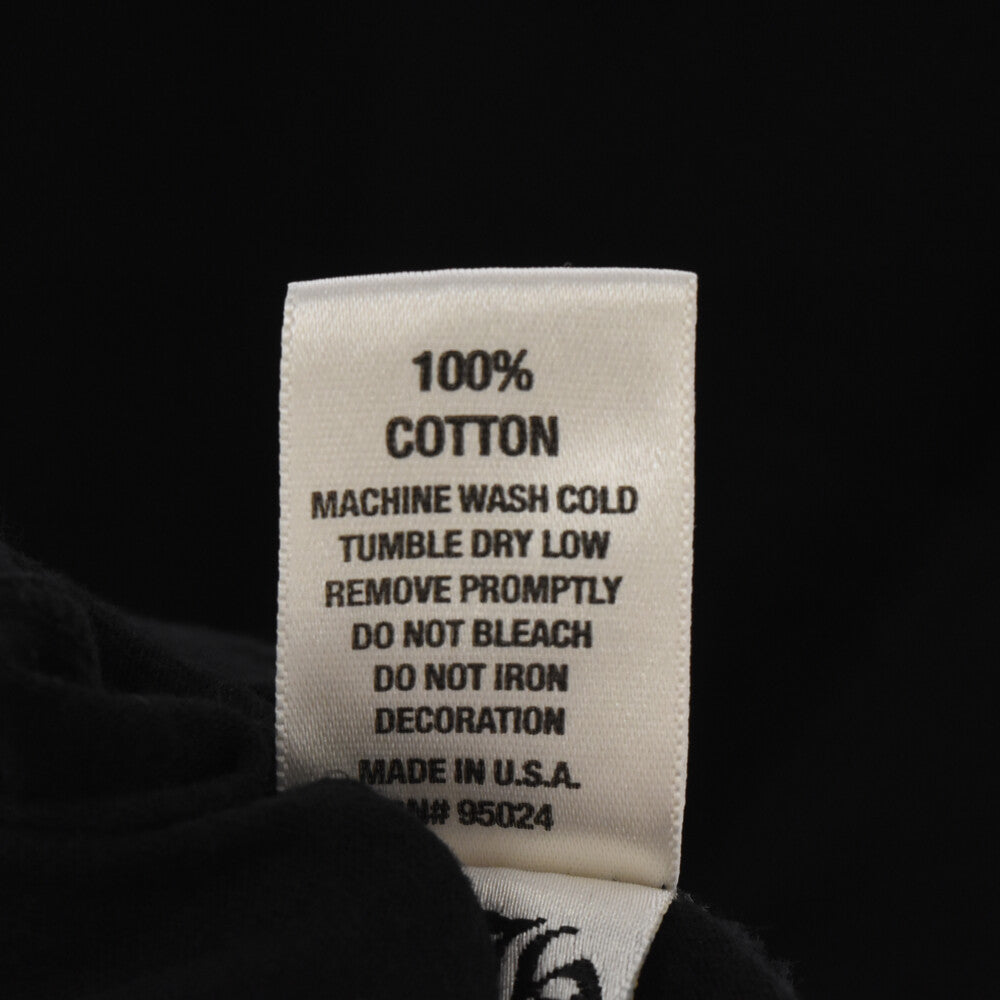 100%
COTTON
MACHINE WASH COLD
TUMBLE DRY LOW
REMOVE PROMPTLY
DO NOT BLEACH
DO NOT IRON
DECORATION
MADE IN U.S.A.
95024